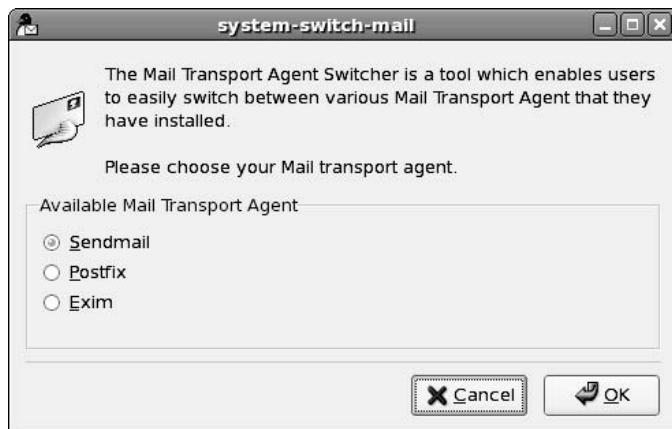 system-switch-mail
The Mail Transport Agent Switcher is a tool which enables users
to easily switch between various Mail Transport Agent that they
have installed.
Please choose your Mail transport agent.
Available Mail Transport Agent
Sendmail
Postfix
Exim
Cancel
OK